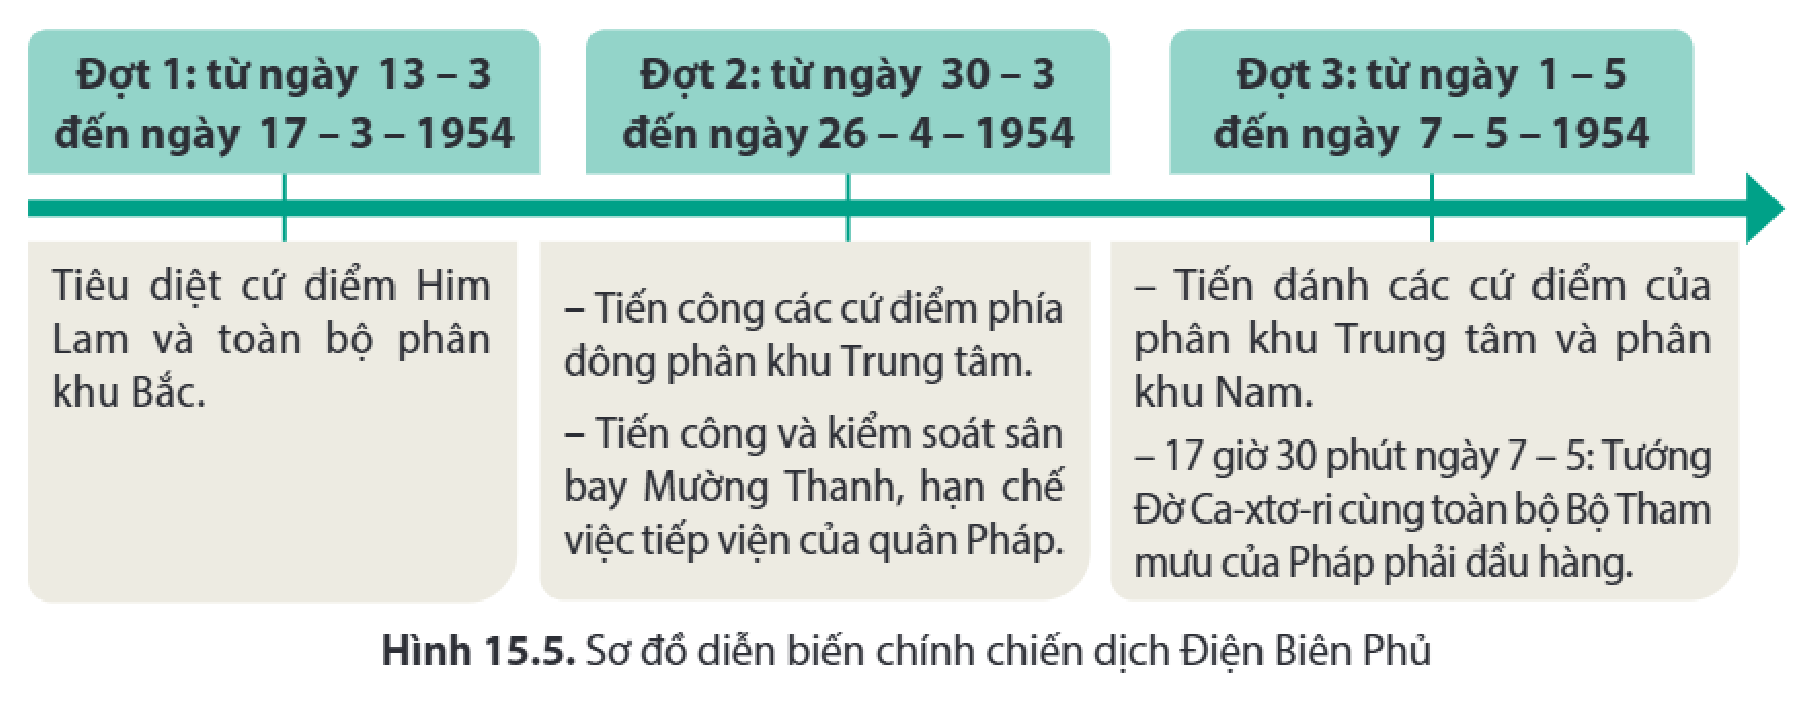 Đợt 1: từ ngày 13 – 3
đến ngày 17 – 3 – 1954
Đợt 2: từ ngày 30 – 3
đến ngày 26 – 4 – 1954
Đợt 3: từ ngày 1 – 5
đến ngày 7 – 5 – 1954
Tiêu diệt cứ điểm Him
Lam và toàn bộ phân
khu Bắc.
– Tiến công các cứ điểm phía
đông phân khu Trung tâm.
– Tiến công và kiểm soát sân
bay Mường Thanh, hạn chế
việc tiếp viện của quân Pháp.
– Tiến đánh các cứ điểm của
phân khu Trung tâm và phân
khu Nam.
– 17 giờ 30 phút ngày 7 – 5: Tướng
Đờ Ca-xtơ-ri cùng toàn bộ Bộ Tham
mưu của Pháp phải đầu hàng.
Hình 15.5. Sơ đồ diễn biến chính chiến dịch Điện Biên Phủ